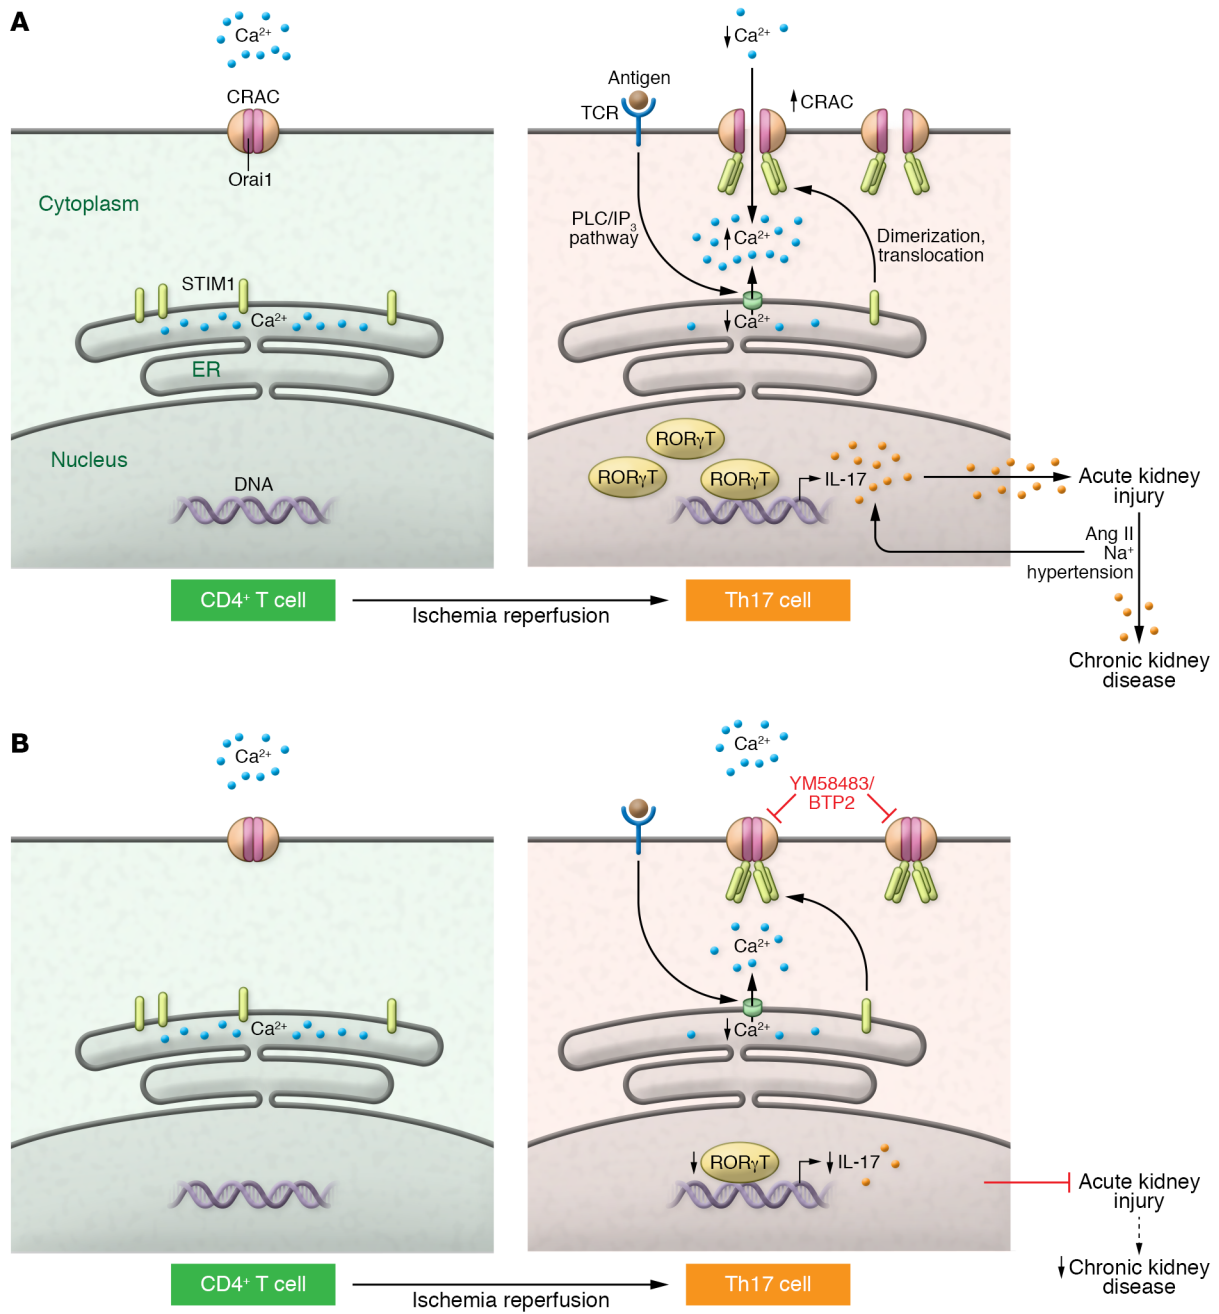 A
Ca²⁺
CRAC
Orai1
Cytoplasm
STIM1
Ca²⁺
ER
Nucleus
DNA
CD4⁺ T cell
Ischemia reperfusion
↓ Ca²⁺
Antigen
TCR
↑ CRAC
PLC/IP₃
pathway
↑ Ca²⁺
Dimerization,
translocation
↓ Ca²⁺
RORγT
RORγT
RORγT
IL-17
Acute kidney
injury
Ang II
Na⁺
hypertension
Chronic kidney
disease
Th17 cell
B
Ca²⁺
Ca²⁺
CD4⁺ T cell
Ischemia reperfusion
Ca²⁺
YM58483/
BTP2
Ca²⁺
↓ Ca²⁺
↓ RORγT
↓ IL-17
Acute kidney
injury
↓ Chronic kidney
disease
Th17 cell